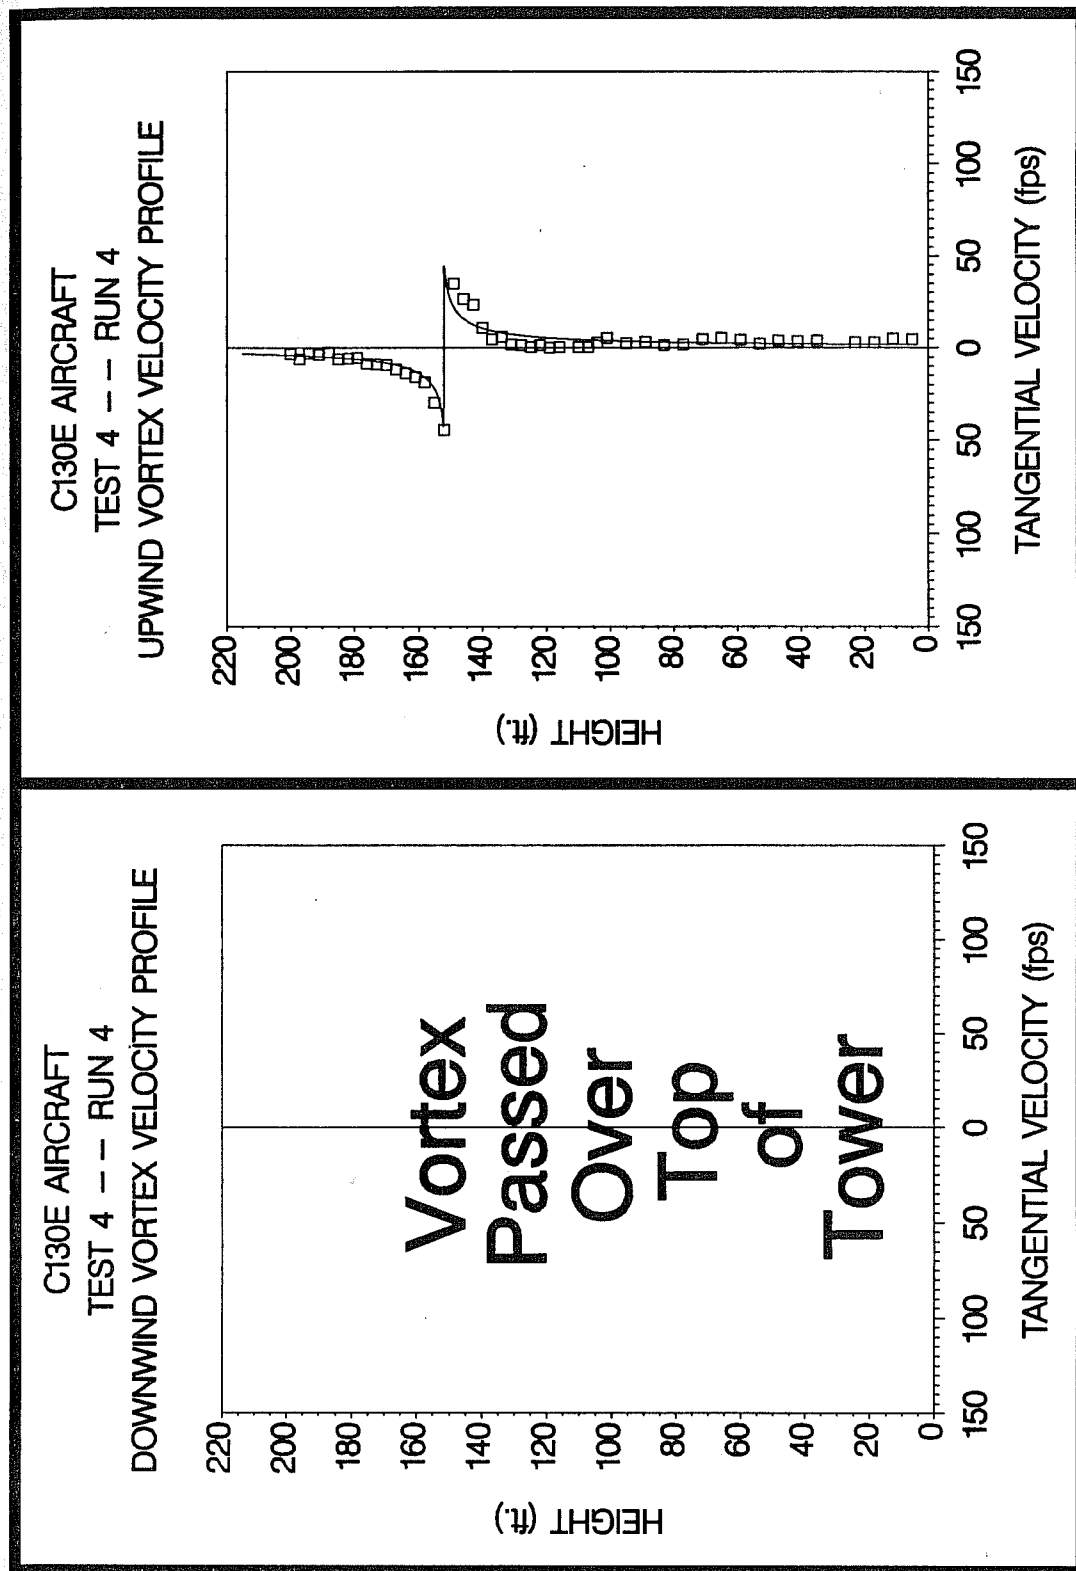 C130E AIRCRAFT
TEST 4 -- RUN 4
DOWNWIND VORTEX VELOCITY PROFILE
HEIGHT (ft.)
220
200
180
160
140
120
100
80
60
40
20
0
Vortex
Passed
Over
Top
of
Tower
150
100
50
0
50
100
150
TANGENTIAL VELOCITY (fps)
C130E AIRCRAFT
TEST 4 -- RUN 4
UPWIND VORTEX VELOCITY PROFILE
HEIGHT (ft.)
220
200
180
160
140
120
100
80
60
40
20
0
150
100
50
0
50
100
150
TANGENTIAL VELOCITY (fps)